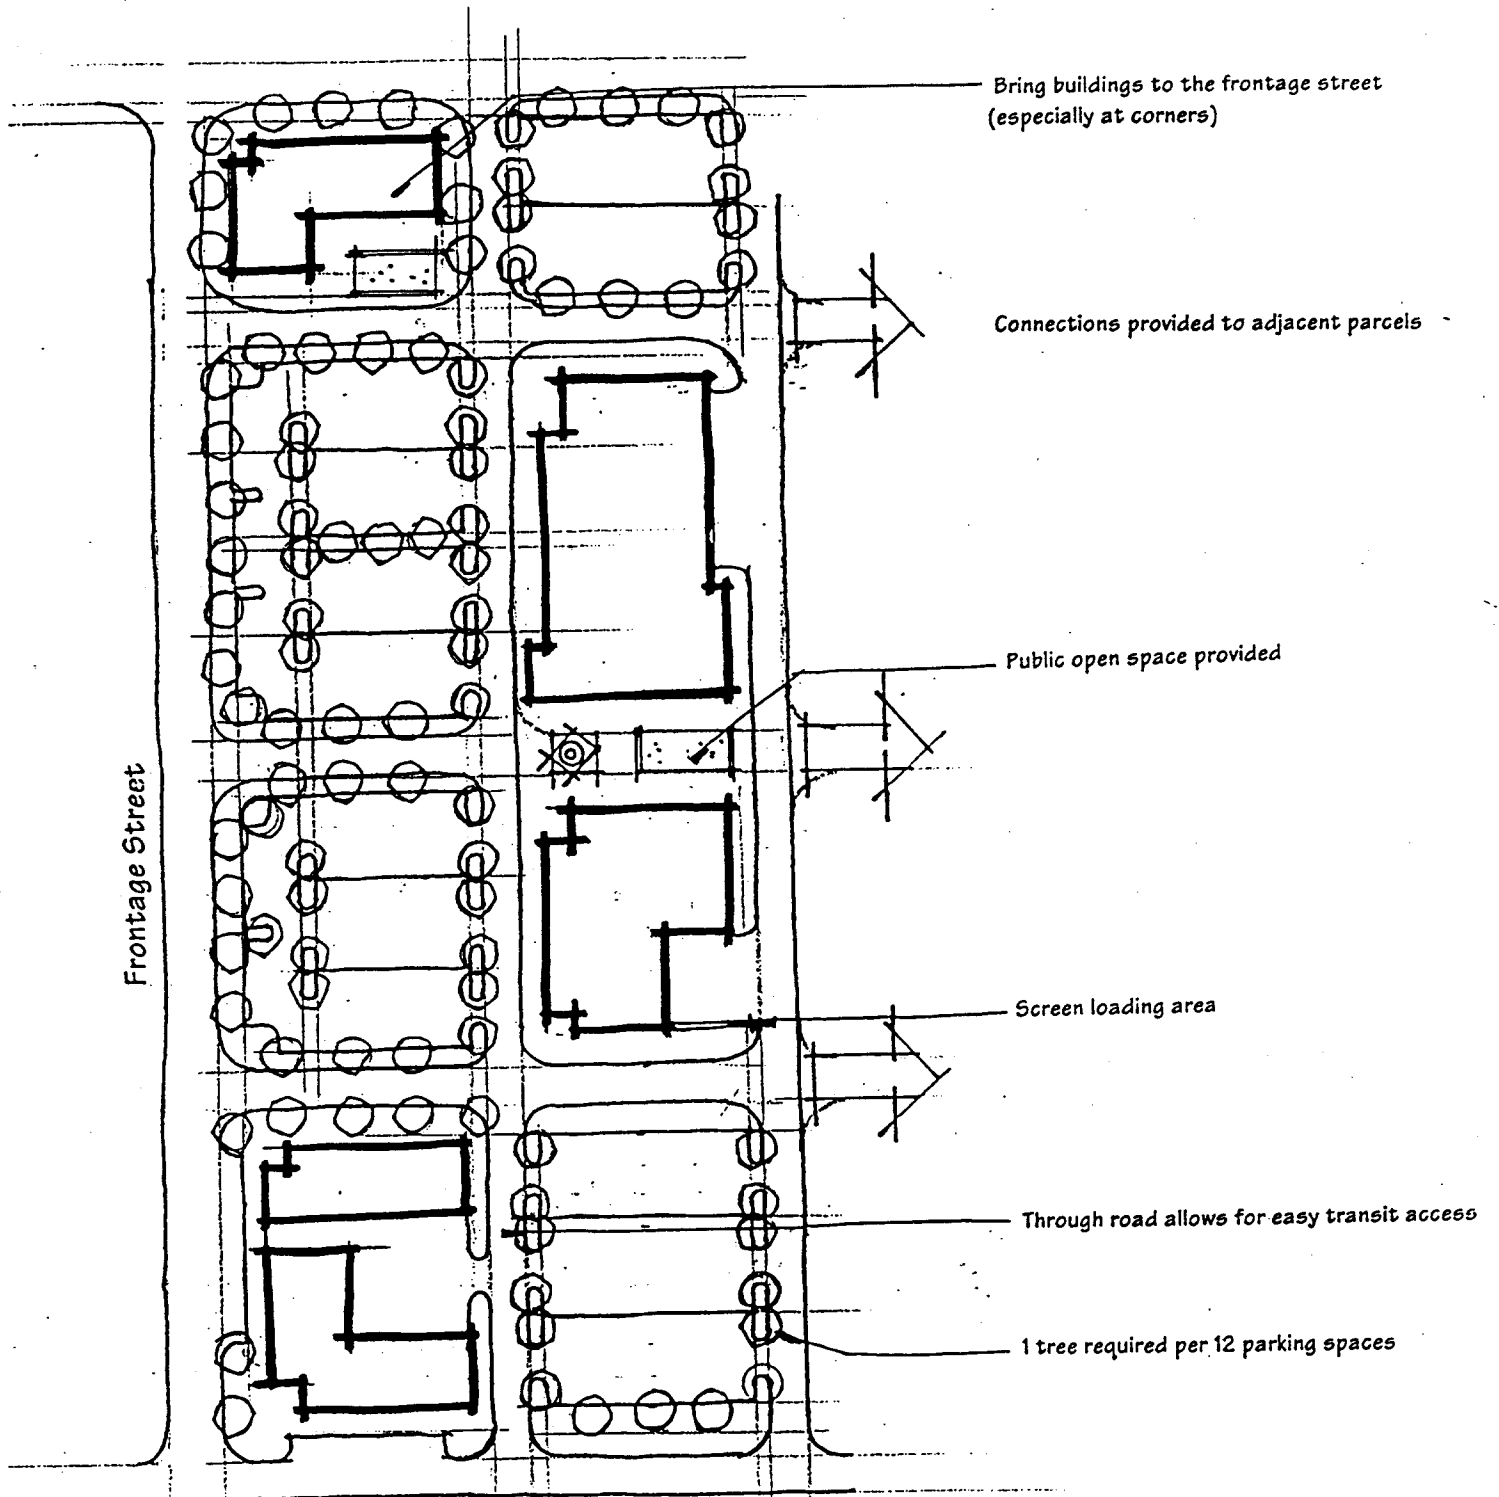 Bring buildings to the frontage street
(especially at corners)
Connections provided to adjacent parcels
Public open space provided
Frontage Street
Screen loading area
Through road allows for easy transit access
1 tree required per 12 parking spaces